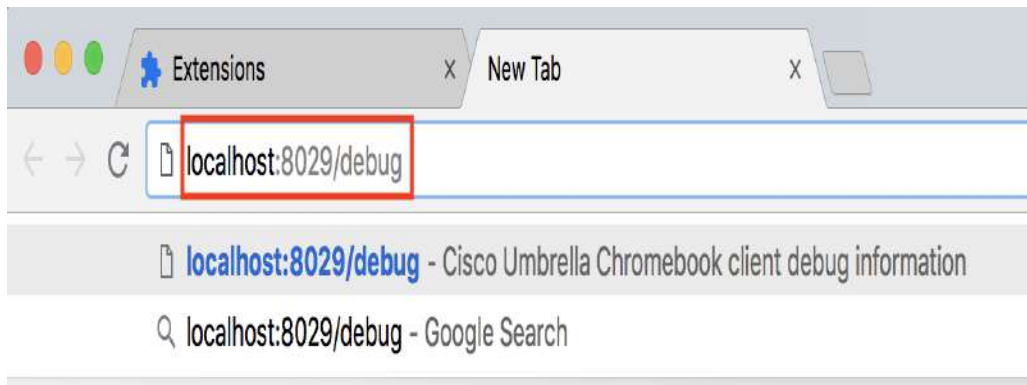 Extensions × New Tab ×
localhost:8029/debug
localhost:8029/debug - Cisco Umbrella Chromebook client debug information
localhost:8029/debug - Google Search